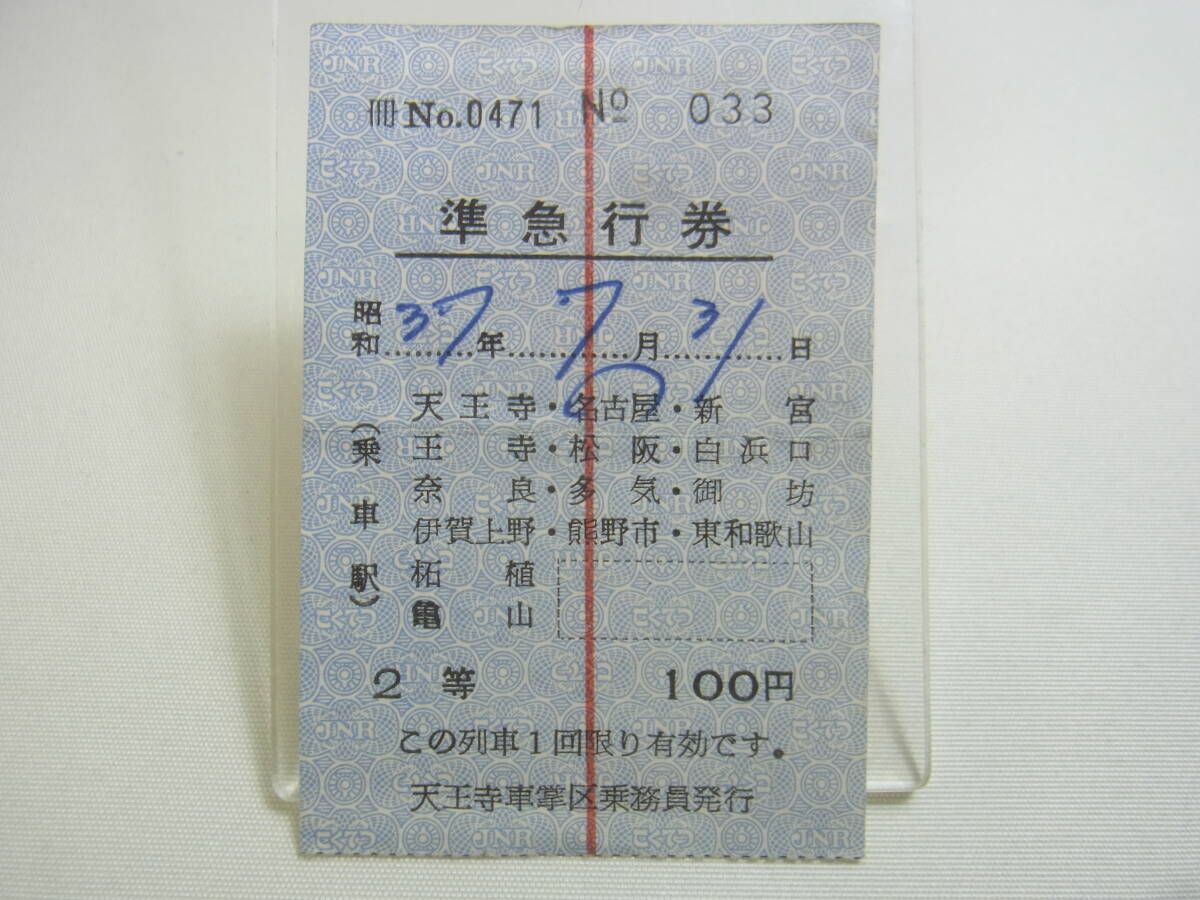 No.0471 No 033
準急行券
昭和 37 年 7 月 31 日
(乗車駅)
天王寺・名古屋・新宮
王寺・松阪・白浜口
奈良・多気・御坊
伊賀上野・熊野市・東和歌山
柘植
亀山
2等 100円
この列車1回限り有効です.
天王寺車掌区乗務員発行